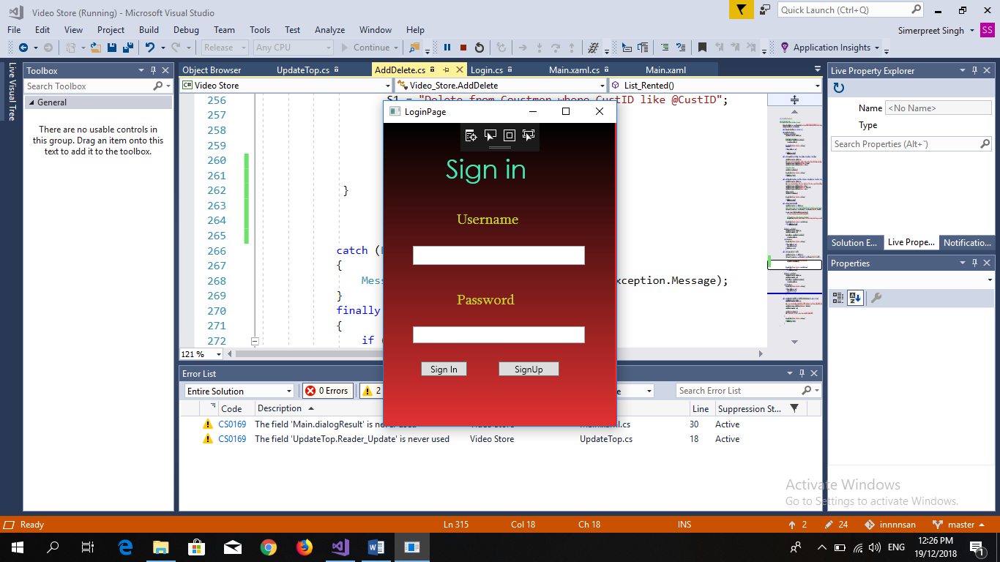 Video Store (Running) - Microsoft Visual Studio
Quick Launch (Ctrl+Q)
File Edit View Project Build Debug Team Tools Test Analyze Window Help
Simerpreet Singh SS
Release Any CPU Continue Application Insights
Live Visual Tree
Toolbox
Search Toolbox
General
There are no usable controls in
this group. Drag an item onto this
text to add it to the toolbox.
Object Browser UpdateTop.cs AddDelete.cs Login.cs Main.xaml.cs Main.xaml
C# Video Store Video_Store.AddDelete List_Rented()
256 S1 = "Delete from Coustmen where CustID like @CustID";
257
258
259
260
261
262 }
263
264
265
266 catch (
267 {
268 Mess xception.Message);
269 }
270 finally
271 {
272 if (
121 %
LoginPage
Sign in
Username
Password
Sign In SignUp
Live Property Explorer
Name <No Name>
Type
Search Properties (Alt+`)
Solution E... Live Prope... Notificatio...
Properties
Error List
Entire Solution 0 Errors 2 e Search Error List
Code Description Line Suppression St...
CS0169 The field 'Main.dialogResult' is never used Video Store Main.xaml.cs 30 Active
CS0169 The field 'UpdateTop.Reader_Update' is never used Video Store UpdateTop.cs 18 Active
Activate Windows
Go to Settings to activate Windows.
Ready Ln 315 Col 18 Ch 18 INS 2 24 innnnsan master
ENG 12:26 PM
19/12/2018
1